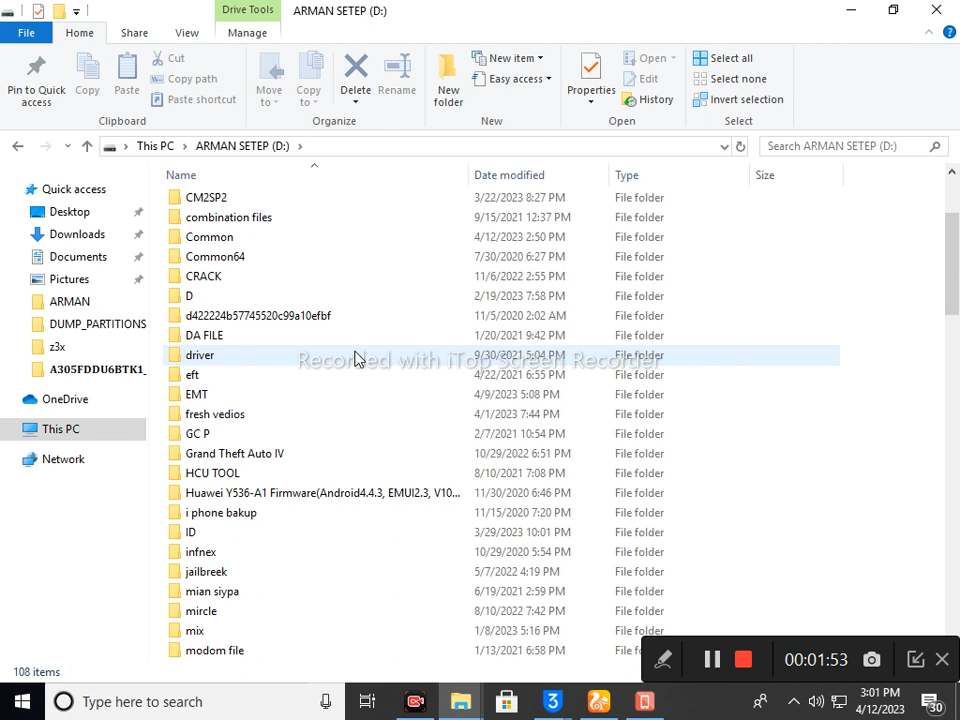 Drive Tools
ARMAN SETEP (D:)
File
Home
Share
View
Manage
Pin to Quick access
Copy
Paste
Cut
Copy path
Paste shortcut
Clipboard
Move to
Copy to
Delete
Rename
Organize
New folder
New item
Easy access
New
Properties
Open
Edit
History
Open
Select all
Select none
Invert selection
Select
This PC > ARMAN SETEP (D:) >
Search ARMAN SETEP (D:)
Quick access
Desktop
Downloads
Documents
Pictures
ARMAN
DUMP_PARTITIONS
z3x
A305FDDU6BTK1_
OneDrive
This PC
Network
Name Date modified Type Size
CM2SP2 3/22/2023 8:27 PM File folder
combination files 9/15/2021 12:37 PM File folder
Common 4/12/2023 2:50 PM File folder
Common64 7/30/2020 6:27 PM File folder
CRACK 11/6/2022 2:55 PM File folder
D 2/19/2023 7:58 PM File folder
d422224b57745520c99a10efbf 11/5/2020 2:02 AM File folder
DA FILE 1/20/2021 9:42 PM File folder
driver 9/30/2021 5:04 PM File folder
Recorded with iTop Screen Recorder
eft 4/22/2021 6:55 PM File folder
EMT 4/9/2023 5:08 PM File folder
fresh vedios 4/1/2023 7:44 PM File folder
GC P 2/7/2021 10:54 PM File folder
Grand Theft Auto IV 10/29/2022 6:51 PM File folder
HCU TOOL 8/10/2021 7:08 PM File folder
Huawei Y536-A1 Firmware(Android4.4.3, EMUI2.3, V10... 11/30/2020 6:46 PM File folder
i phone bakup 11/15/2020 7:20 PM File folder
ID 3/29/2023 10:01 PM File folder
infnex 10/29/2020 5:54 PM File folder
jailbreek 5/7/2022 4:19 PM File folder
mian siypa 6/19/2021 2:59 PM File folder
mircle 8/10/2022 7:42 PM File folder
mix 1/8/2023 5:16 PM File folder
modom file 1/13/2021 6:58 PM File folder
108 items
00:01:53
Type here to search
3
3:01 PM
4/12/2023
30